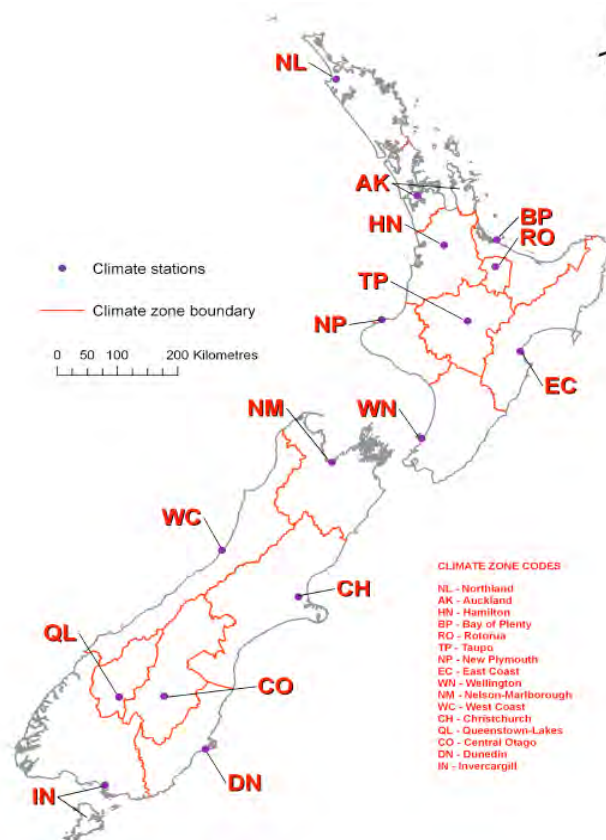 NL
AK
HN
BP
RO
TP
NP
EC
Climate stations
Climate zone boundary
0 50 100 200 Kilometres
NM
WN
WC
CH
QL
CO
DN
IN
CLIMATE ZONE CODES
NL - Northland
AK - Auckland
HN - Hamilton
BP - Bay of Plenty
RO - Rotorua
TP - Taupo
NP - New Plymouth
EC - East Coast
WN - Wellington
NM - Nelson-Marlborough
WC - West Coast
CH - Christchurch
QL - Queenstown-Lakes
CO - Central Otago
DN - Dunedin
IN - Invercargill